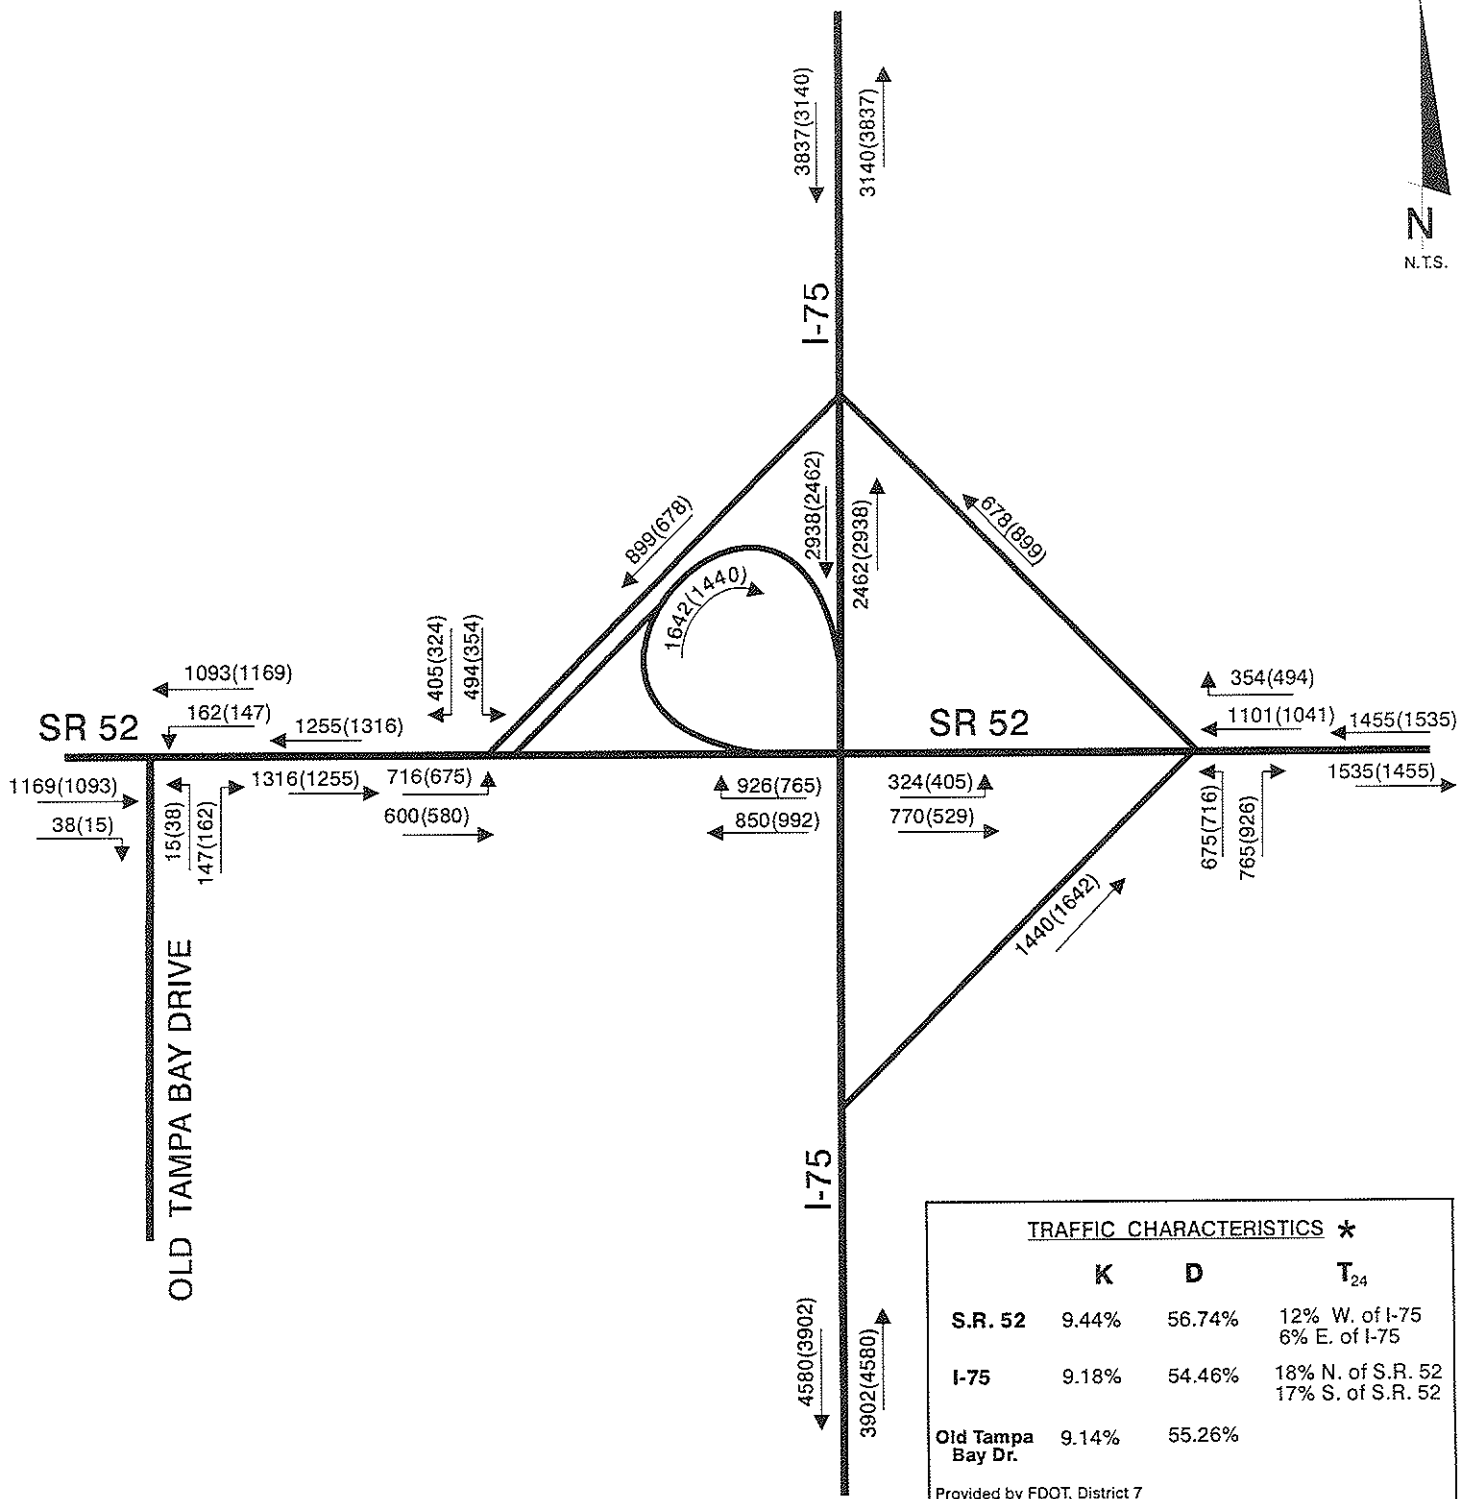 3837(3140)
3140(3837)
N
N.T.S.
I-75
2938(2462)
2462(2938)
678(899)
899(678)
1642(1440)
405(324)
494(354)
1093(1169)
162(147)
1255(1316)
SR 52
SR 52
354(494)
1101(1041)
1455(1535)
1169(1093)
38(15)
15(38)
147(162)
1316(1255)
716(675)
600(580)
926(765)
850(992)
324(405)
770(529)
675(716)
765(926)
1535(1455)
1440(1642)
OLD TAMPA BAY DRIVE
I-75
4580(3902)
3902(4580)
TRAFFIC CHARACTERISTICS *
K D T24
S.R. 52 9.44% 56.74% 12% W. of I-75
6% E. of I-75
I-75 9.18% 54.46% 18% N. of S.R. 52
17% S. of S.R. 52
Old Tampa 9.14% 55.26%
Bay Dr.
Provided by FDOT, District 7